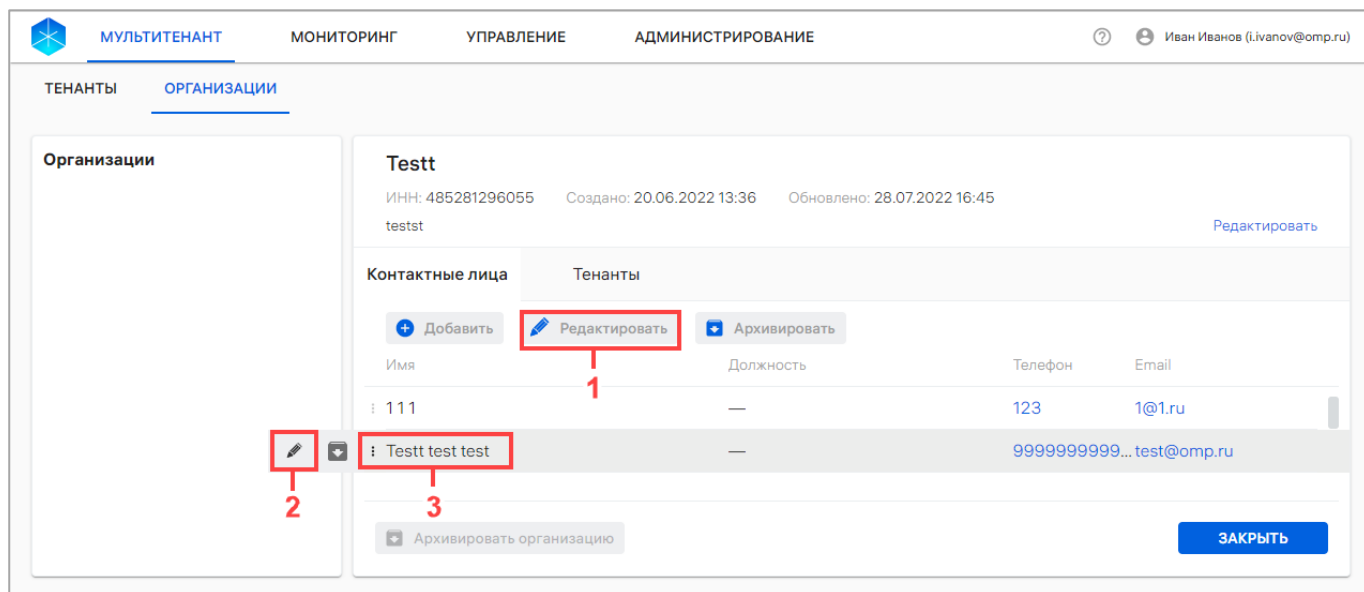 МУЛЬТИТЕНАНТ МОНИТОРИНГ УПРАВЛЕНИЕ АДМИНИСТРИРОВАНИЕ ? Иван Иванов (i.ivanov@omp.ru)
ТЕНАНТЫ ОРГАНИЗАЦИИ
Организации
Testt
ИНН: 485281296055 Создано: 20.06.2022 13:36 Обновлено: 28.07.2022 16:45
testst Редактировать
Контактные лица Тенанты
Добавить Редактировать Архивировать
Имя Должность Телефон Email
1
111 — 123 1@1.ru
Testt test test — 9999999999... test@omp.ru
2 3
Архивировать организацию ЗАКРЫТЬ